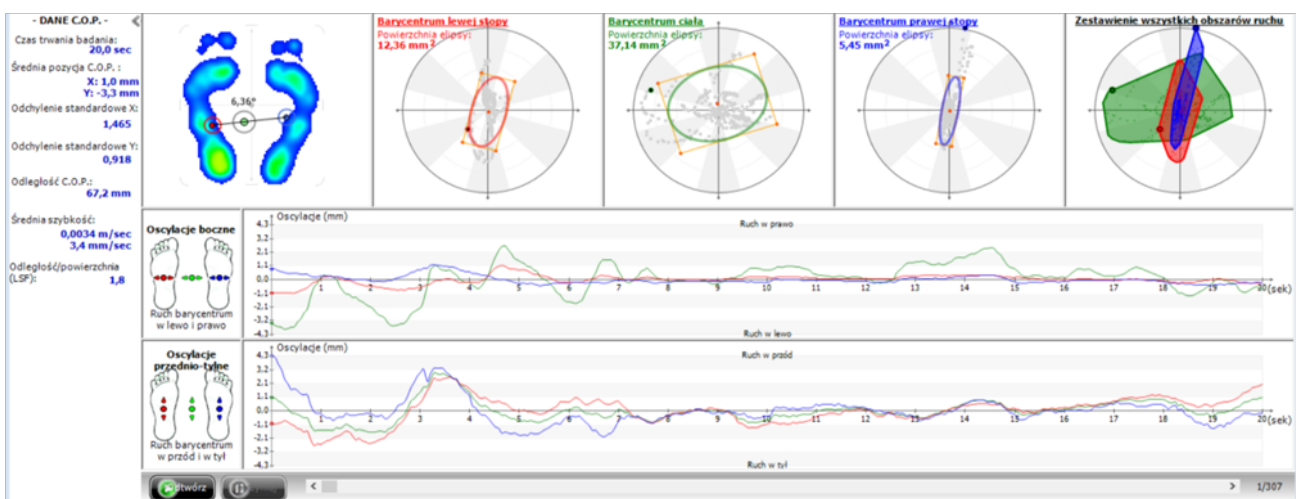 - DANE C.O.P. -
Czas trwania badania:
20,0 sec
Średnia pozycja C.O.P. :
X: 1,0 mm
Y: -3,3 mm
Odchylenie standardowe X:
1,465
Odchylenie standardowe Y:
0,918
Odległość C.O.P.:
67,2 mm
Średnia szybkość:
0,0034 m/sec
3,4 mm/sec
Odległość/powierzchnia
(LSF):
1,8
6,36°
Barycentrum lewej stopy
Powierzchnia elipsy:
12,36 mm2
Barycentrum ciała
Powierzchnia elipsy:
37,14 mm2
Barycentrum prawej stopy
Powierzchnia elipsy:
5,45 mm2
Zestawienie wszystkich obszarów ruchu
Oscylacje boczne
Ruch barycentrum
w lewo i prawo
Oscylacje (mm)
Ruch w prawo
4.3
3.2
2.1
1.1
0.0
-1.1
-2.1
-3.2
-4.3
1 2 3 4 5 6 7 8 9 10 11 12 13 14 15 16 17 18 19 20 (sek)
Ruch w lewo
Oscylacje
przednio-tylne
Ruch barycentrum
w przód i w tył
Oscylacje (mm)
Ruch w przód
4.3
3.2
2.1
1.1
0.0
-1.1
-2.1
-3.2
-4.3
1 2 3 4 5 6 7 8 9 10 11 12 13 14 15 16 17 18 19 20 (sek)
Ruch w tył
1/307